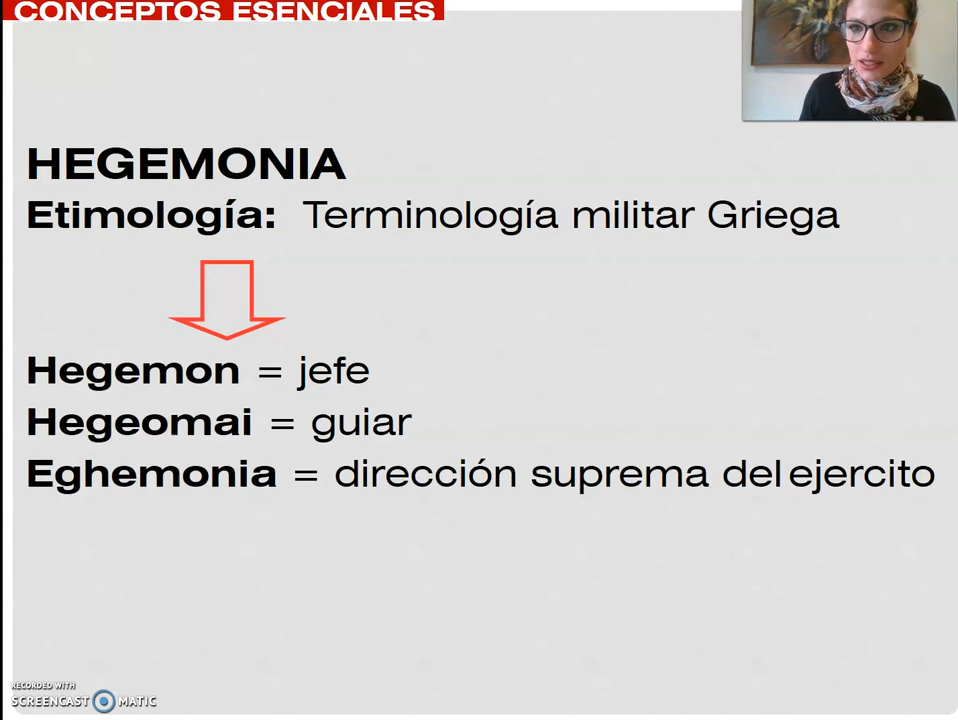 CONCEPTOS ESENCIALES
HEGEMONIA
Etimología: Terminología militar Griega
Hegemon = jefe
Hegeomai = guiar
Eghemonia = dirección suprema del ejercito
RECORDED WITH
SCREENCAST MATIC